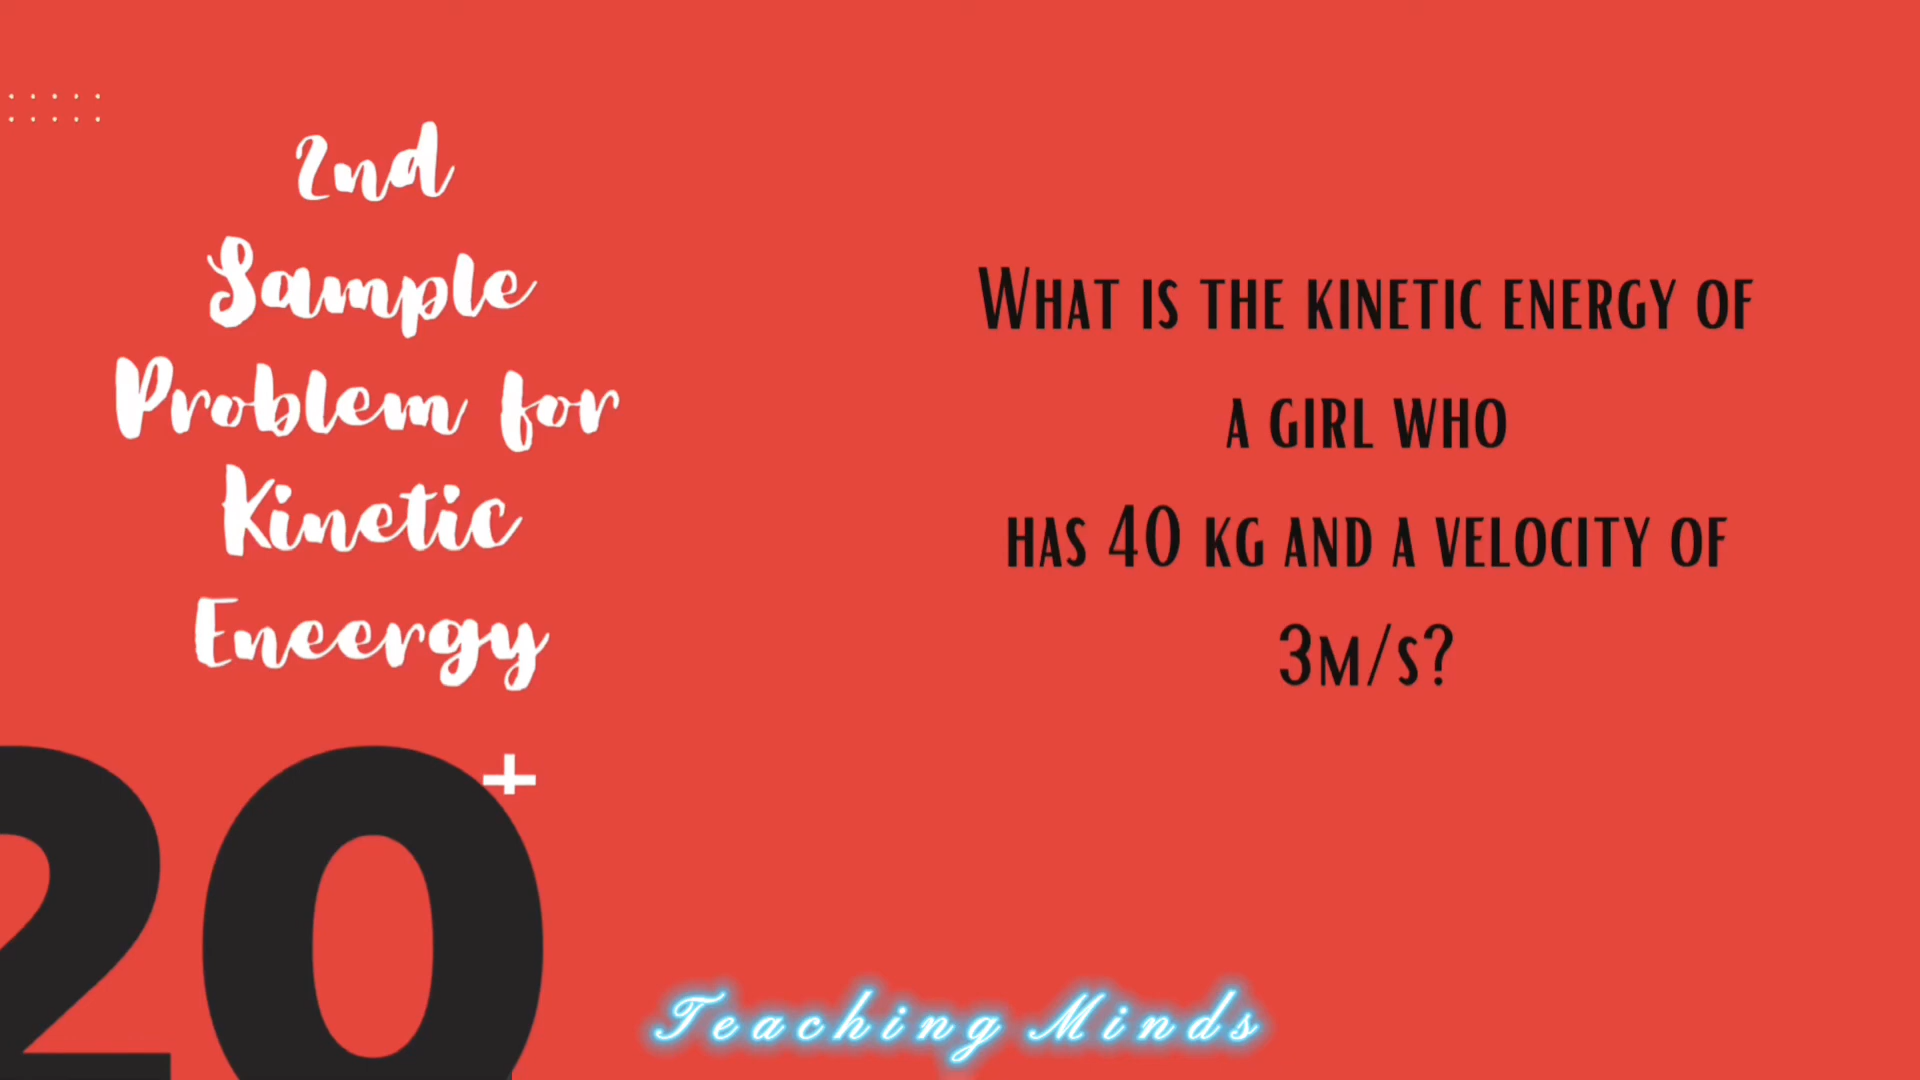 2nd
Sample
Problem for
Kinetic
Eneergy
What is the kinetic energy of
a girl who
has 40 kg and a velocity of
3m/s?
20+
Teaching Minds